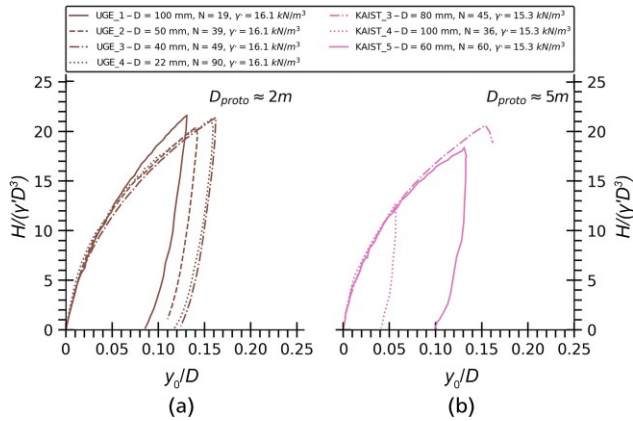 UGE_1 – D = 100 mm, N = 19, γ' = 16.1 kN/m³
UGE_2 – D = 50 mm, N = 39, γ' = 16.1 kN/m³
UGE_3 – D = 40 mm, N = 49, γ' = 16.1 kN/m³
UGE_4 – D = 22 mm, N = 90, γ' = 16.1 kN/m³
KAIST_3 – D = 80 mm, N = 45, γ' = 15.3 kN/m³
KAIST_4 – D = 100 mm, N = 36, γ' = 15.3 kN/m³
KAIST_5 – D = 60 mm, N = 60, γ' = 15.3 kN/m³
D_proto ≈ 2m
H/(γ'D³)
25
20
15
10
5
0
0 0.05 0.10 0.15 0.20 0.25
y₀/D
(a)
D_proto ≈ 5m
H/(γ'D³)
25
20
15
10
5
0
0 0.05 0.10 0.15 0.20 0.25
y₀/D
(b)